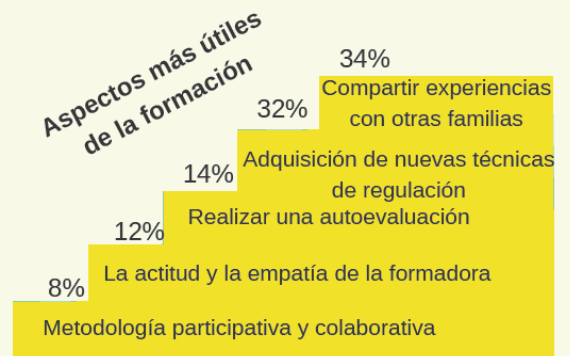 Aspectos más útiles
de la formación
34%
Compartir experiencias
con otras familias
32%
Adquisición de nuevas técnicas
de regulación
14%
Realizar una autoevaluación
12%
La actitud y la empatía de la formadora
8%
Metodología participativa y colaborativa